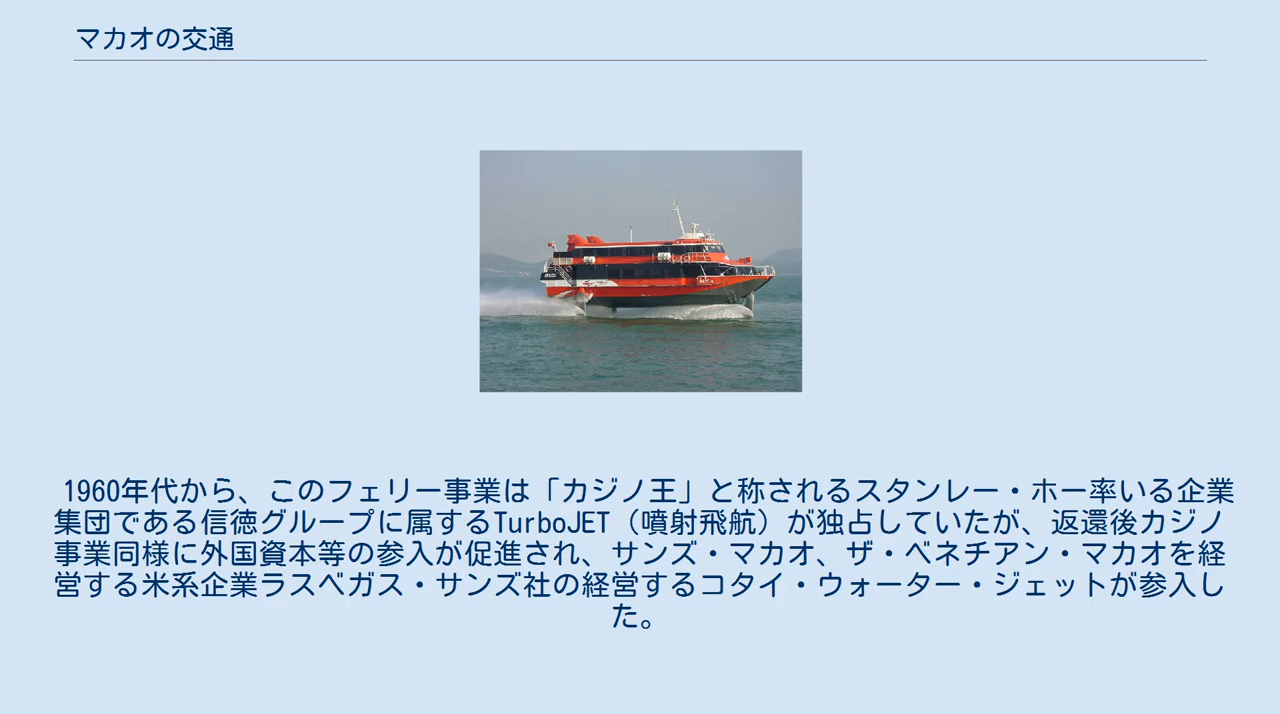 マカオの交通
1960年代から、このフェリー事業は「カジノ王」と称されるスタンレー・ホー率いる企業
集団である信徳グループに属するTurboJET（噴射飛航）が独占していたが、返還後カジノ
事業同様に外国資本等の参入が促進され、サンズ・マカオ、ザ・ベネチアン・マカオを経
営する米系企業ラスベガス・サンズ社の経営するコタイ・ウォーター・ジェットが参入し
た。